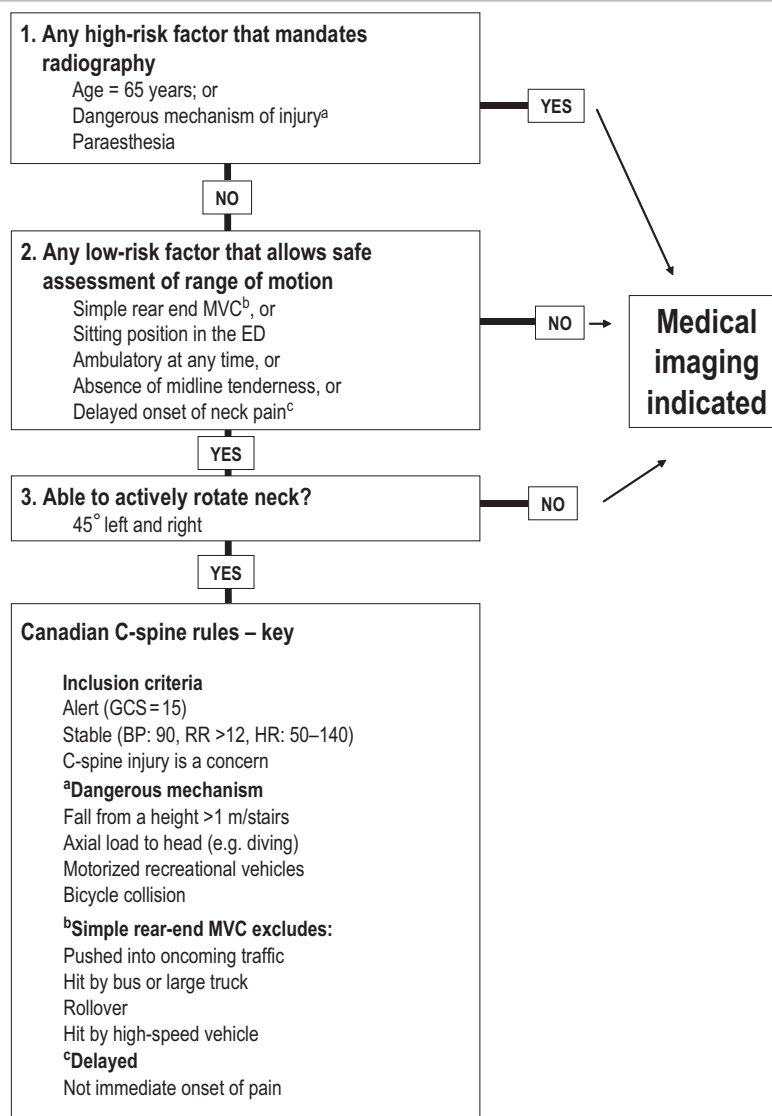 1. Any high-risk factor that mandates
radiography
Age = 65 years; or
Dangerous mechanism of injuryᵃ
Paraesthesia
YES
NO
2. Any low-risk factor that allows safe
assessment of range of motion
Simple rear end MVCᵇ, or
Sitting position in the ED
Ambulatory at any time, or
Absence of midline tenderness, or
Delayed onset of neck painᶜ
NO
Medical
imaging
indicated
YES
3. Able to actively rotate neck?
45° left and right
NO
YES
Canadian C-spine rules – key
Inclusion criteria
Alert (GCS = 15)
Stable (BP: 90, RR >12, HR: 50–140)
C-spine injury is a concern
ᵃDangerous mechanism
Fall from a height >1 m/stairs
Axial load to head (e.g. diving)
Motorized recreational vehicles
Bicycle collision
ᵇSimple rear-end MVC excludes:
Pushed into oncoming traffic
Hit by bus or large truck
Rollover
Hit by high-speed vehicle
ᶜDelayed
Not immediate onset of pain